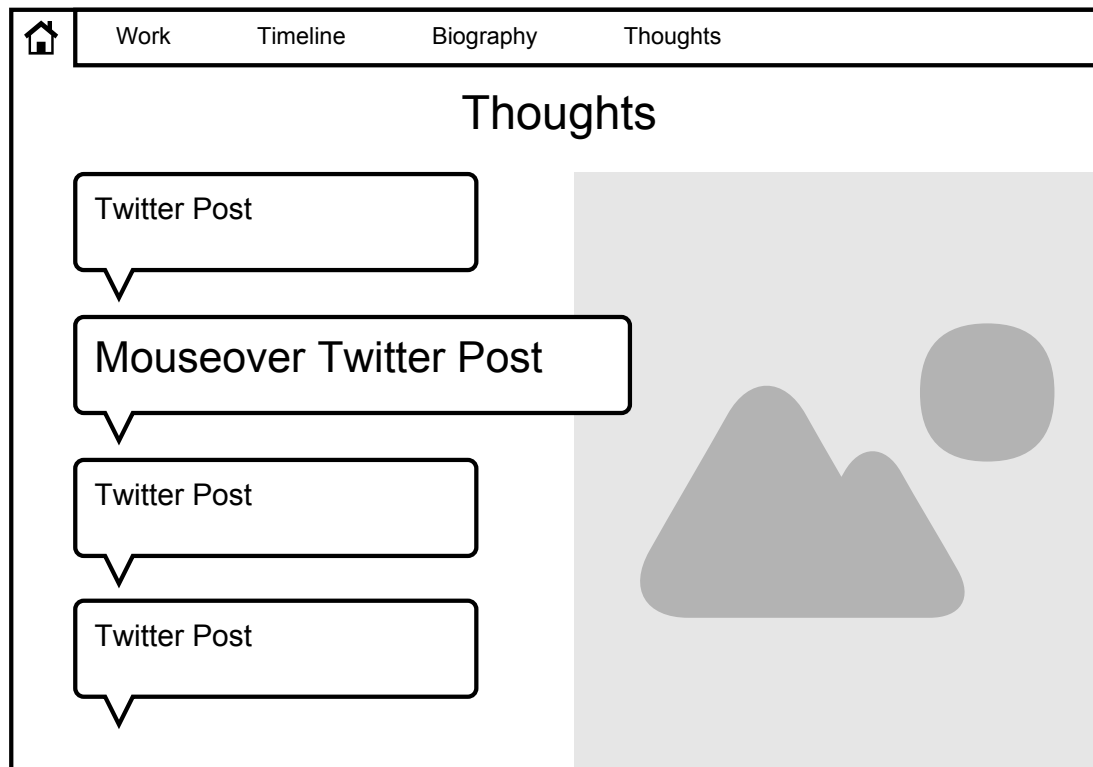 Work Timeline Biography Thoughts
Thoughts
Twitter Post
Mouseover Twitter Post
Twitter Post
Twitter Post